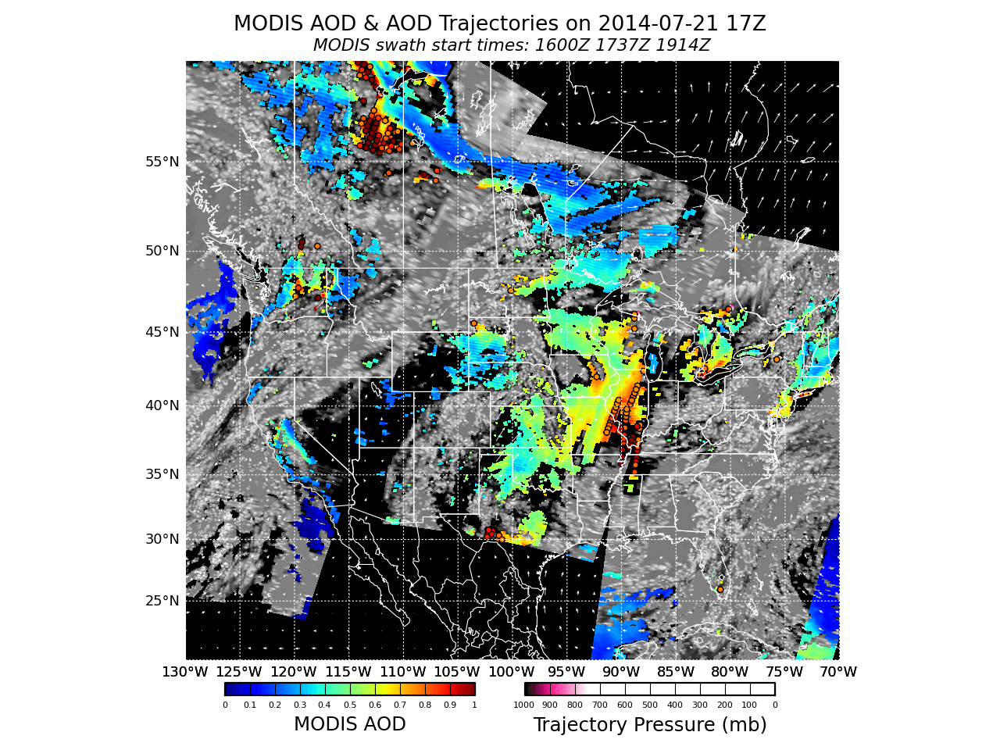 MODIS AOD & AOD Trajectories on 2014-07-21 17Z
MODIS swath start times: 1600Z 1737Z 1914Z
55°N
50°N
45°N
40°N
35°N
30°N
25°N
130°W 125°W 120°W 115°W 110°W 105°W 100°W 95°W 90°W 85°W 80°W 75°W 70°W
0 0.1 0.2 0.3 0.4 0.5 0.6 0.7 0.8 0.9 1
MODIS AOD
1000 900 800 700 600 500 400 300 200 100 0
Trajectory Pressure (mb)